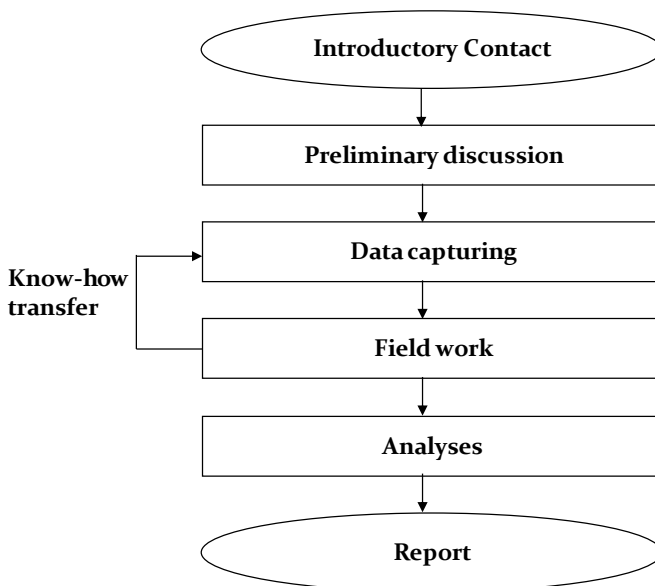 Introductory Contact
Preliminary discussion
Data capturing
Know-how
transfer
Field work
Analyses
Report